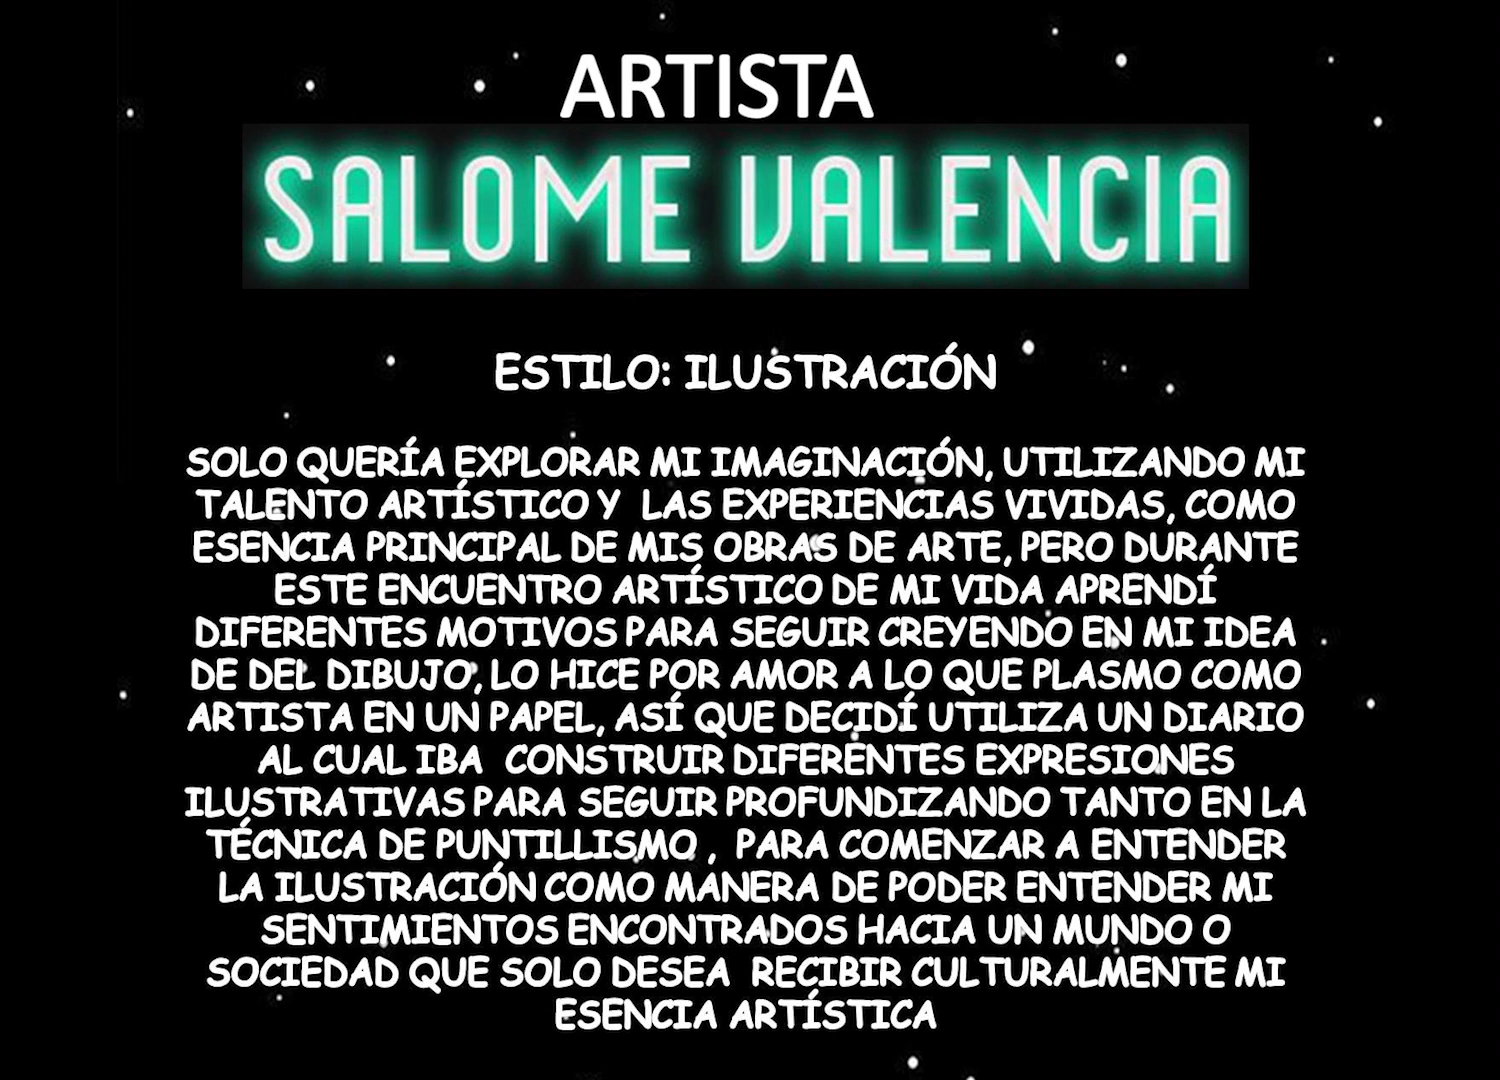 ARTISTA
SALOME VALENCIA
ESTILO: ILUSTRACIÓN
SOLO QUERÍA EXPLORAR MI IMAGINACIÓN, UTILIZANDO MI
TALENTO ARTÍSTICO Y LAS EXPERIENCIAS VIVIDAS, COMO
ESENCIA PRINCIPAL DE MIS OBRAS DE ARTE, PERO DURANTE
ESTE ENCUENTRO ARTÍSTICO DE MI VIDA APRENDÍ
DIFERENTES MOTIVOS PARA SEGUIR CREYENDO EN MI IDEA
DE DEL DIBUJO, LO HICE POR AMOR A LO QUE PLASMO COMO
ARTISTA EN UN PAPEL, ASÍ QUE DECIDÍ UTILIZA UN DIARIO
AL CUAL IBA CONSTRUIR DIFERENTES EXPRESIONES
ILUSTRATIVAS PARA SEGUIR PROFUNDIZANDO TANTO EN LA
TÉCNICA DE PUNTILLISMO , PARA COMENZAR A ENTENDER
LA ILUSTRACIÓN COMO MANERA DE PODER ENTENDER MI
SENTIMIENTOS ENCONTRADOS HACIA UN MUNDO O
SOCIEDAD QUE SOLO DESEA RECIBIR CULTURALMENTE MI
ESENCIA ARTÍSTICA